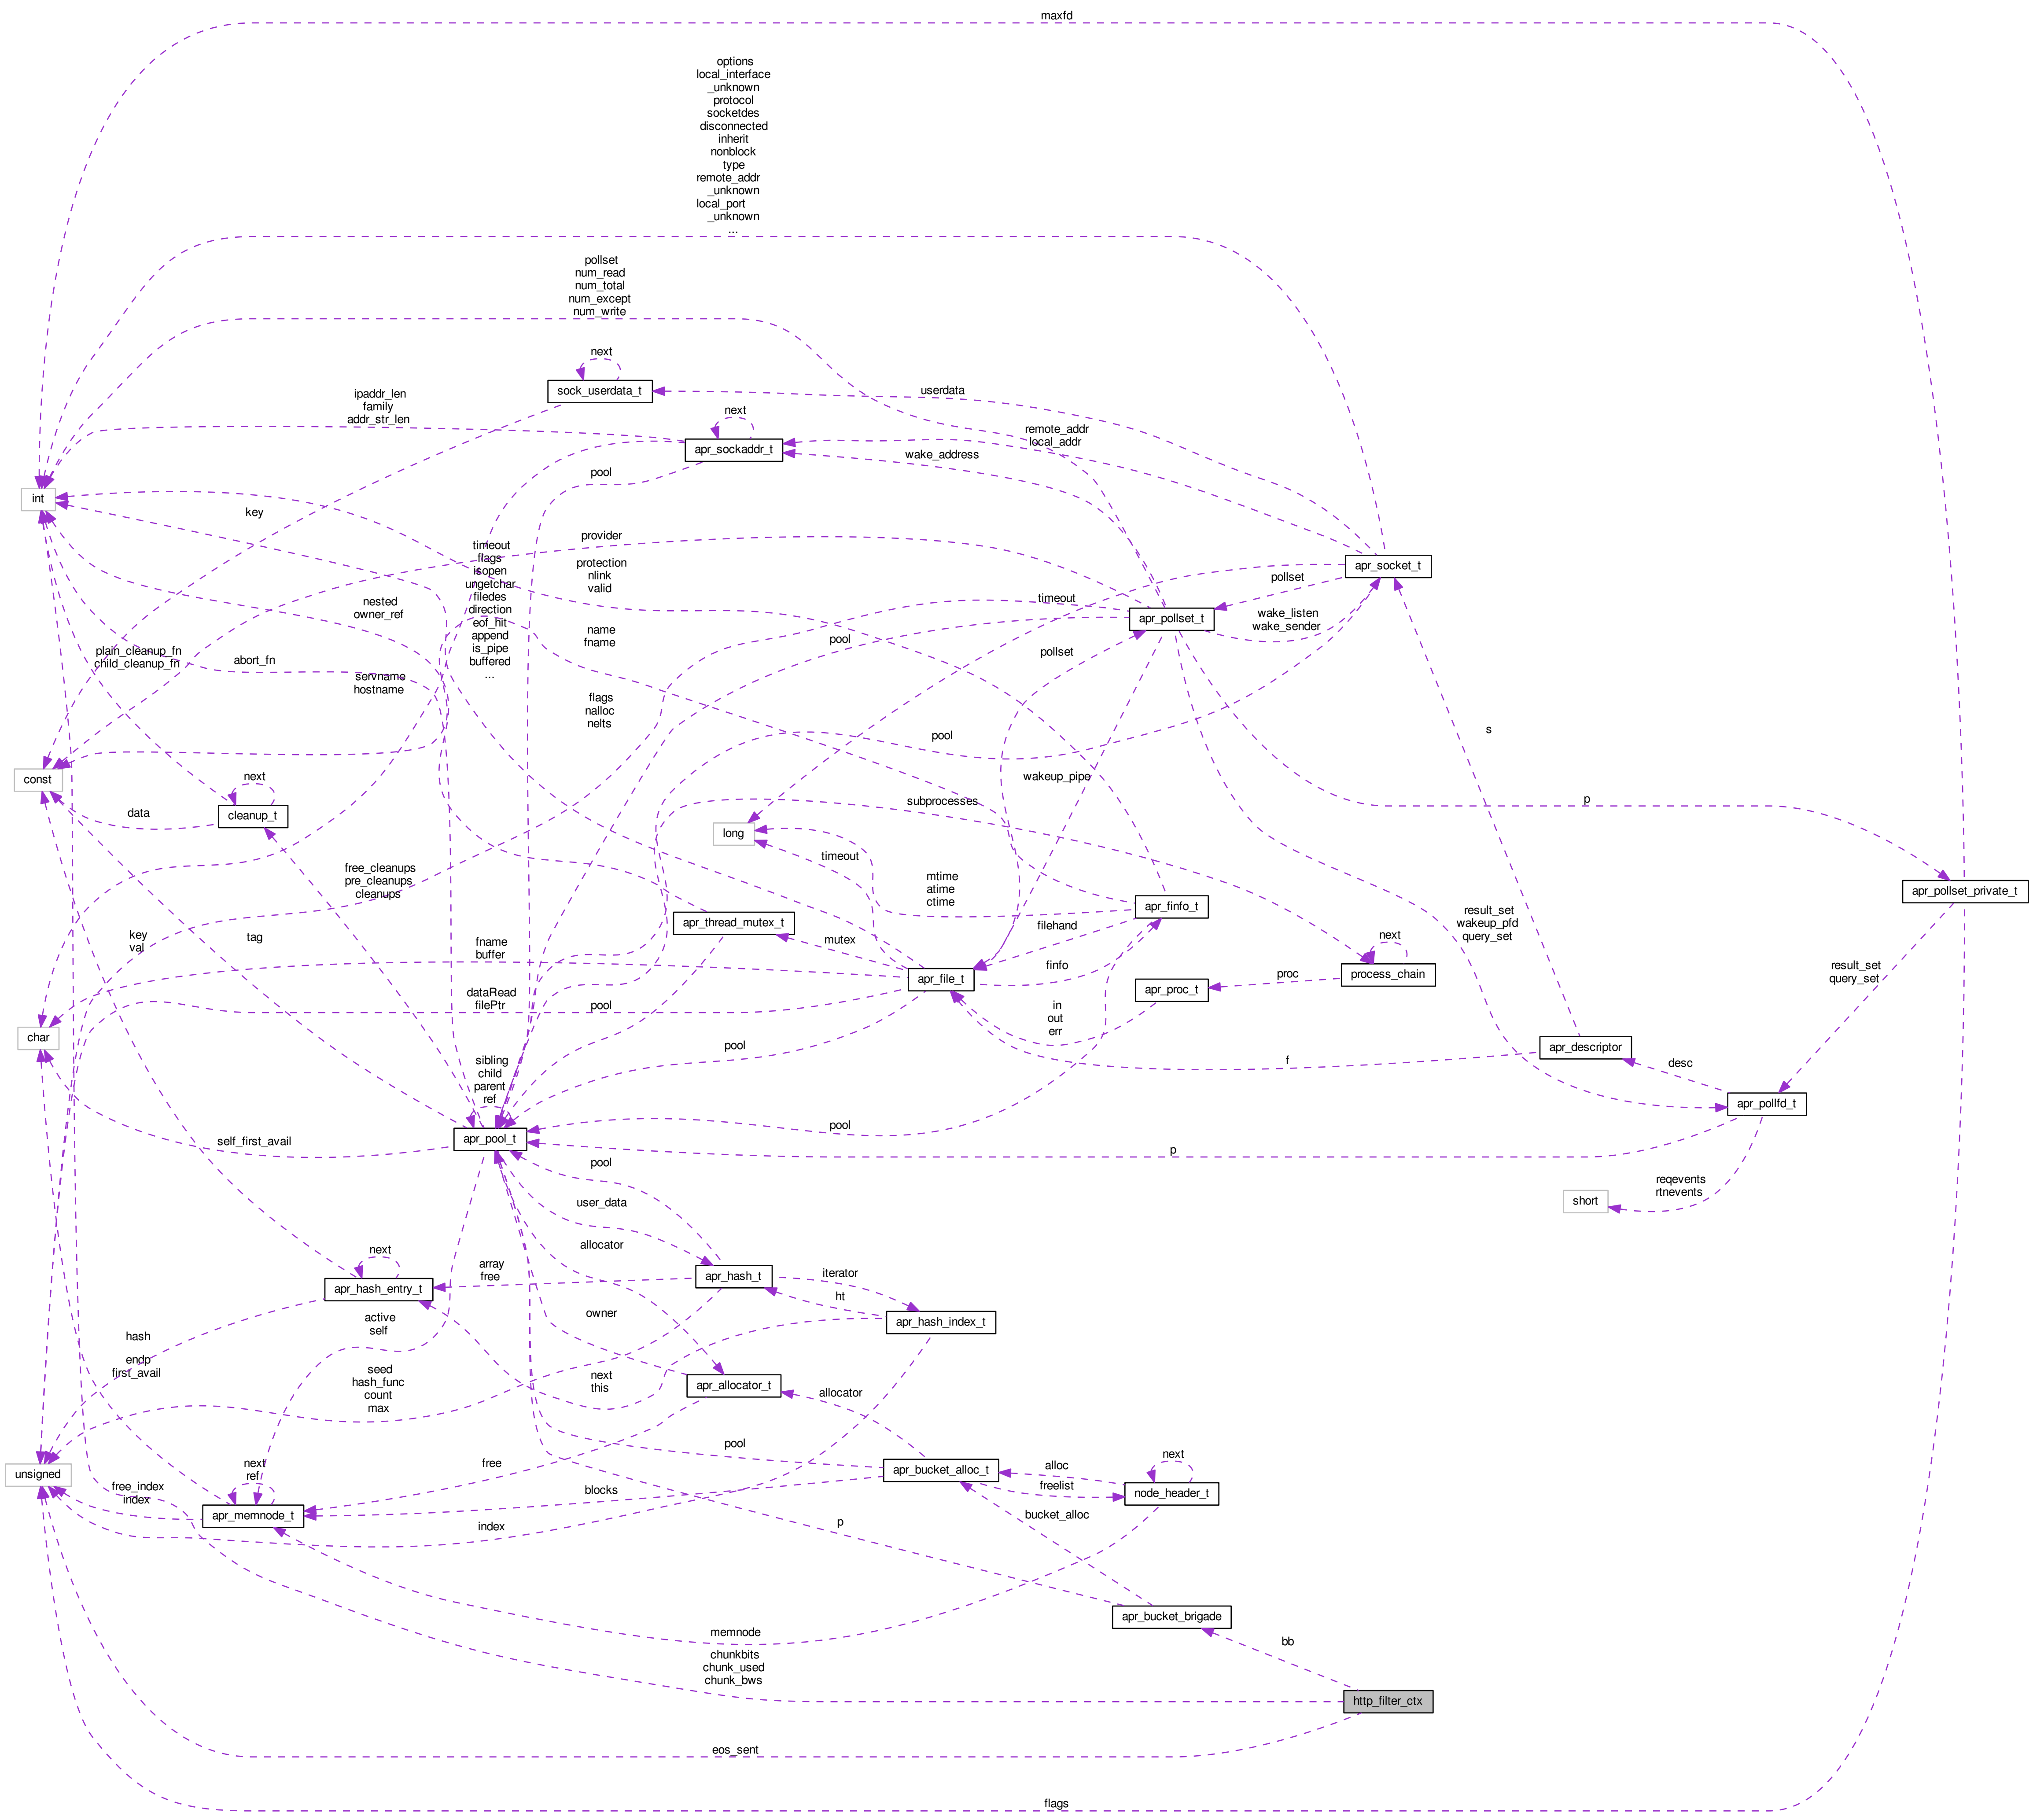 maxfd
options
local_interface
_unknown
protocol
socketdes
disconnected
inherit
nonblock
type
remote_addr
_unknown
local_port
_unknown
...
pollset
num_read
num_total
num_except
num_write
next
sock_userdata_t
userdata
ipaddr_len
family
addr_str_len
next
apr_sockaddr_t
remote_addr
local_addr
wake_address
pool
int
key
provider
timeout
flags
isopen
ungetchar
filedes
direction
eof_hit
append
is_pipe
buffered
...
protection
nlink
valid
apr_socket_t
pollset
timeout
apr_pollset_t
wake_listen
wake_sender
nested
owner_ref
name
fname
pool
pollset
plain_cleanup_fn
child_cleanup_fn
abort_fn
servname
hostname
flags
nalloc
nelts
pool
s
const
next
cleanup_t
data
wakeup_pipe
subprocesses
p
long
timeout
free_cleanups
pre_cleanups
cleanups
mtime
atime
ctime
apr_finfo_t
apr_pollset_private_t
result_set
wakeup_pfd
query_set
apr_thread_mutex_t
filehand
key
val
tag
fname
buffer
mutex
next
apr_file_t
finfo
process_chain
proc
apr_proc_t
result_set
query_set
dataRead
filePtr
pool
in
out
err
char
pool
apr_descriptor
f
desc
sibling
child
parent
ref
apr_pollfd_t
apr_pool_t
pool
self_first_avail
p
pool
reqevents
rtnevents
short
user_data
next
allocator
array
free
apr_hash_t
iterator
apr_hash_entry_t
ht
owner
apr_hash_index_t
active
self
hash
endp
first_avail
seed
hash_func
count
max
next
this
apr_allocator_t
allocator
pool
next
unsigned
next
ref
free
apr_bucket_alloc_t
alloc
freelist
node_header_t
free_index
index
blocks
apr_memnode_t
index
p
bucket_alloc
apr_bucket_brigade
memnode
bb
chunkbits
chunk_used
chunk_bws
http_filter_ctx
eos_sent
flags